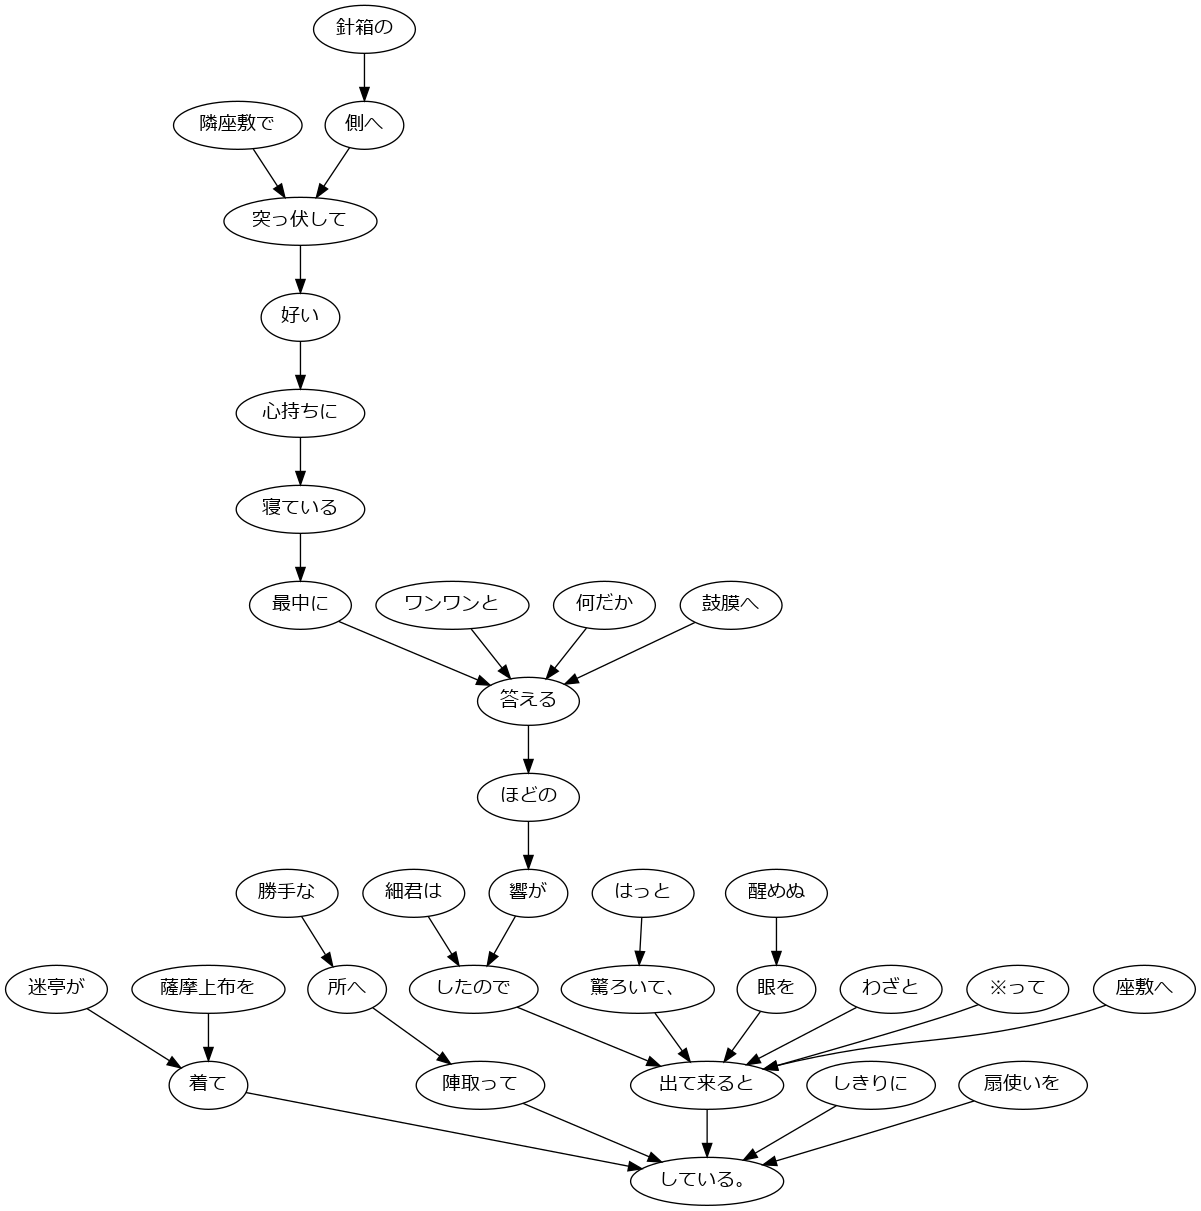 針箱の
隣座敷で
側へ
突っ伏して
好い
心持ちに
寝ている
最中に
ワンワンと
何だか
鼓膜へ
答える
ほどの
勝手な
細君は
響が
はっと
醒めぬ
迷亭が
薩摩上布を
所へ
したので
驚ろいて、
眼を
わざと
※って
座敷へ
着て
陣取って
出て来ると
しきりに
扇使いを
している。